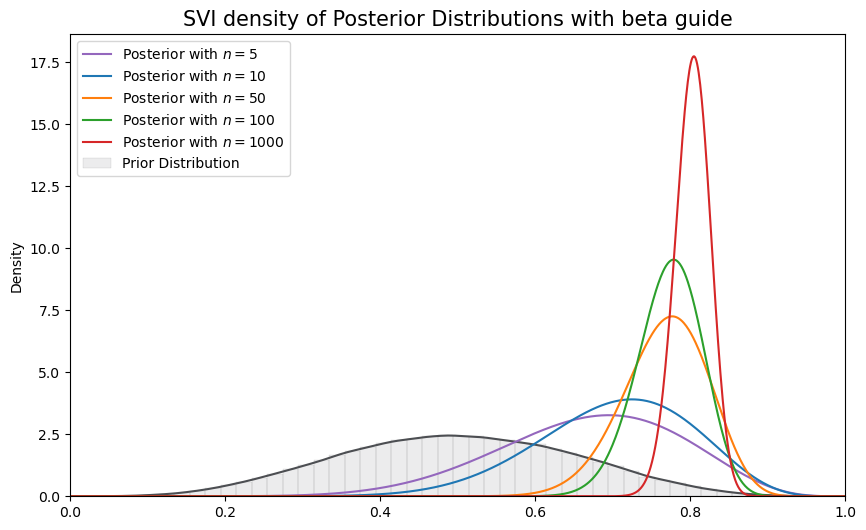 SVI density of Posterior Distributions with beta guide
Posterior with n = 5
Posterior with n = 10
Posterior with n = 50
Posterior with n = 100
Posterior with n = 1000
Prior Distribution
Density
17.5
15.0
12.5
10.0
7.5
5.0
2.5
0.0
0.0 0.2 0.4 0.6 0.8 1.0